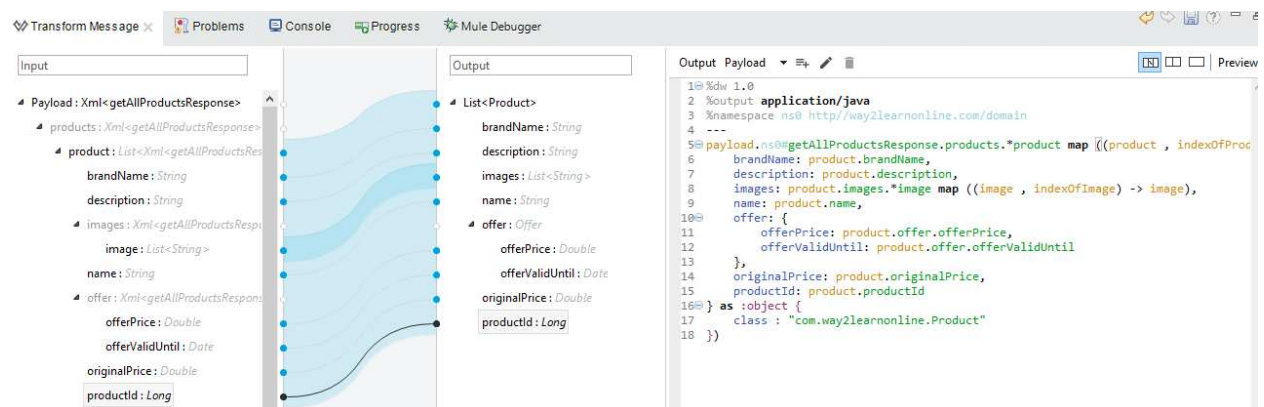 Transform Message Problems Console Progress Mule Debugger
Input
Payload : Xml<getAllProductsResponse>
products : Xml<getAllProductsResponse>
product : List<Xml<getAllProductsRes
brandName : String
description : String
images : Xml<getAllProductsRespo
image : List<String>
name : String
offer : Xml<getAllProductsRespons
offerPrice : Double
offerValidUntil : Date
originalPrice : Double
productId : Long
Output
List<Product>
brandName : String
description : String
images : List<String>
name : String
offer : Offer
offerPrice : Double
offerValidUntil : Date
originalPrice : Double
productId : Long
Output Payload Preview
1 %dw 1.0
2 %output application/java
3 %namespace ns0 http//way2learnonline.com/domain
4 ---
5 payload.ns0#getAllProductsResponse.products.*product map ((product , indexOfProd
6 brandName: product.brandName,
7 description: product.description,
8 images: product.images.*image map ((image , indexOfImage) -> image),
9 name: product.name,
10 offer: {
11 offerPrice: product.offer.offerPrice,
12 offerValidUntil: product.offer.offerValidUntil
13 },
14 originalPrice: product.originalPrice,
15 productId: product.productId
16 } as :object {
17 class : "com.way2learnonline.Product"
18 })